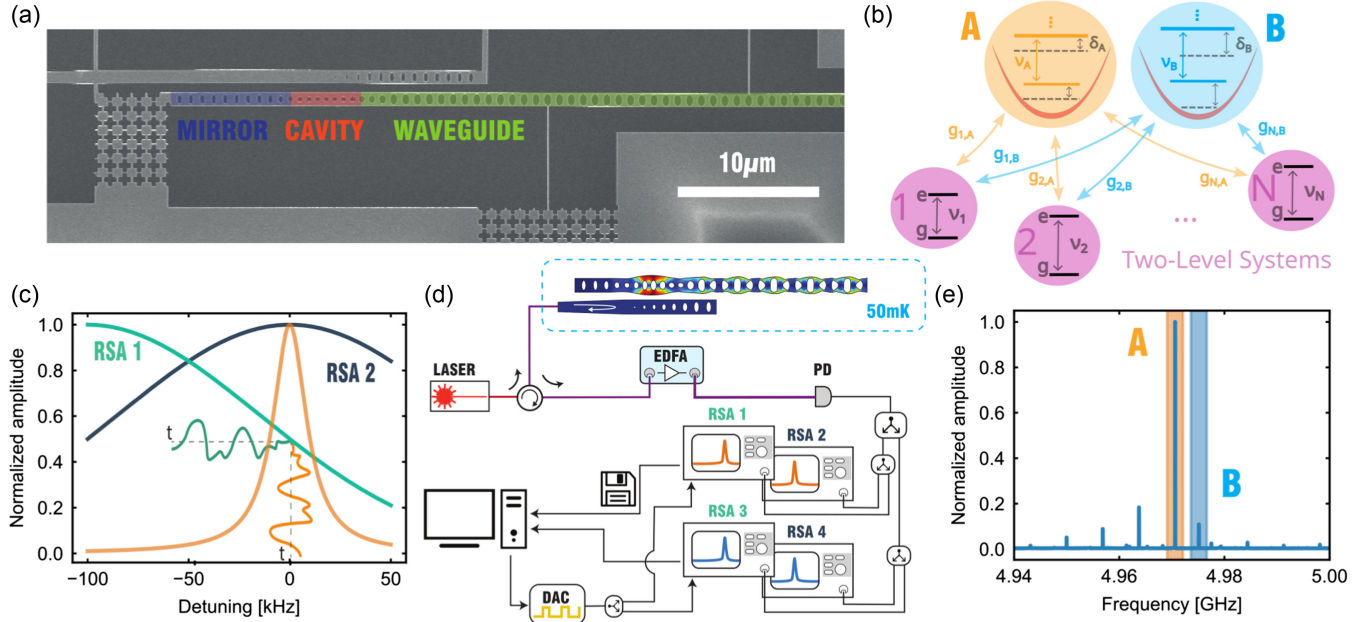 (a)
MIRROR CAVITY WAVEGUIDE
10μm
(b)
A B
⋮ ⋮
δA δB
νA νB
g1,A g1,B g2,A g2,B gN,A gN,B
1 e g ν1
2 e g ν2
...
N e g νN
Two-Level Systems
(c)
Normalized amplitude
1.0
0.8
0.6
0.4
0.2
0.0
RSA 1
RSA 2
t
t
−100 −50 0 50
Detuning [kHz]
(d)
50mK
LASER
EDFA
PD
RSA 1
RSA 2
RSA 3
RSA 4
DAC
(e)
Normalized amplitude
1.0
0.8
0.6
0.4
0.2
0.0
A
B
4.94 4.96 4.98 5.00
Frequency [GHz]